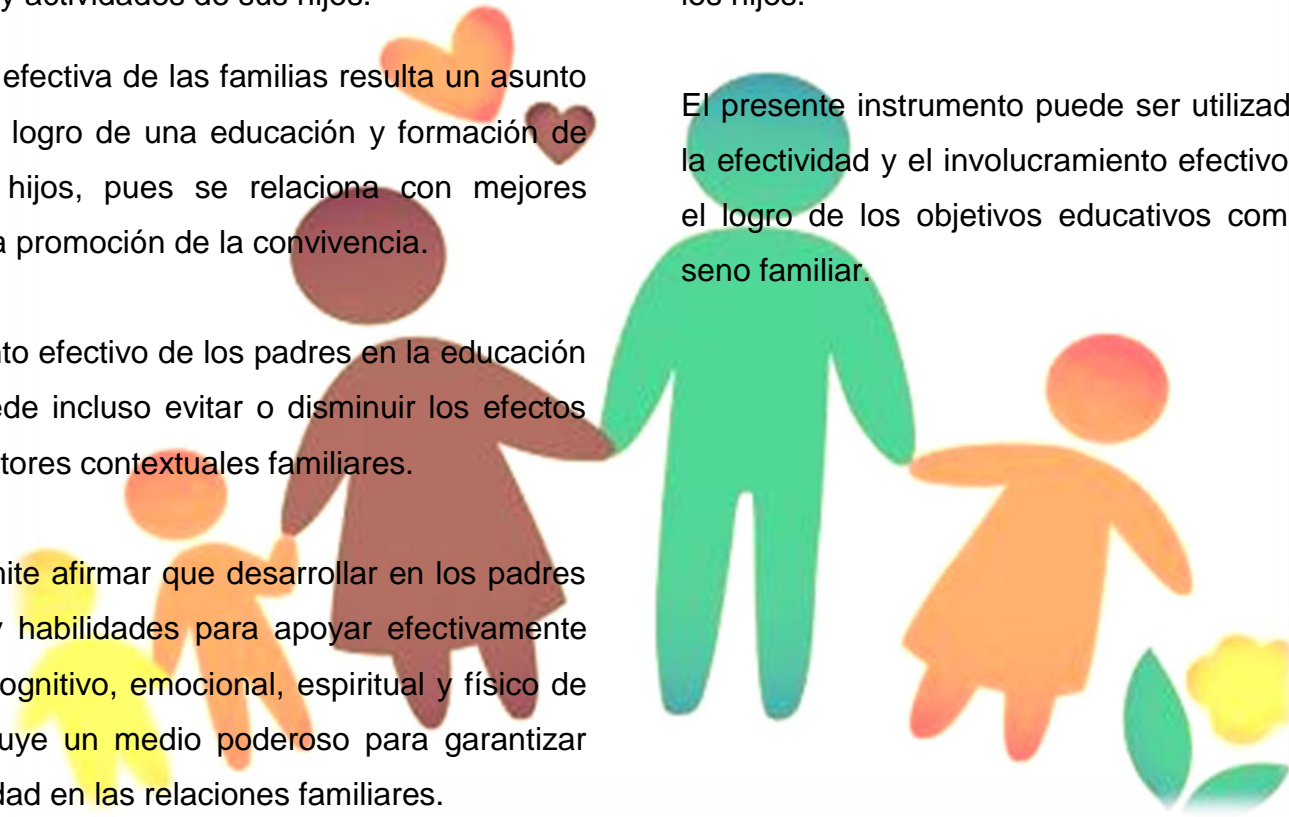 y actividades de sus hijos.
efectiva de las familias resulta un asunto
logro de una educación y formación de
hijos, pues se relaciona con mejores
a promoción de la convivencia.
nto efectivo de los padres en la educación
ede incluso evitar o disminuir los efectos
tores contextuales familiares.
mite afirmar que desarrollar en los padres
y habilidades para apoyar efectivamente
ognitivo, emocional, espiritual y físico de
uye un medio poderoso para garantizar
dad en las relaciones familiares.
los hijos.
El presente instrumento puede ser utilizad
la efectividad y el involucramiento efectivo
el logro de los objetivos educativos com
seno familiar.